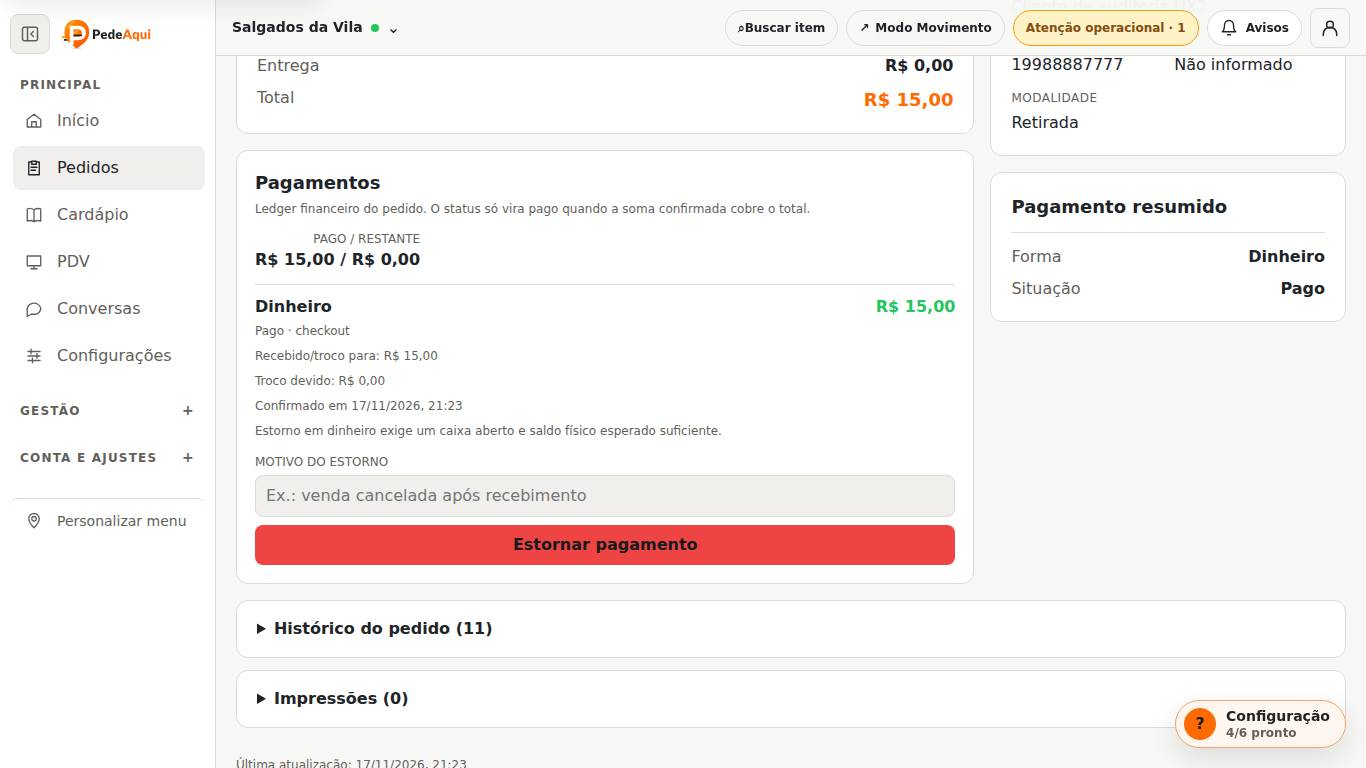 PedeAqui
PRINCIPAL
Início
Pedidos
Cardápio
PDV
Conversas
Configurações
GESTÃO +
CONTA E AJUSTES +
Personalizar menu
Salgados da Vila
Buscar item
↗ Modo Movimento
Atenção operacional · 1
Avisos
Entrega R$ 0,00
Total R$ 15,00
Pagamentos
Ledger financeiro do pedido. O status só vira pago quando a soma confirmada cobre o total.
PAGO / RESTANTE
R$ 15,00 / R$ 0,00
Dinheiro R$ 15,00
Pago · checkout
Recebido/troco para: R$ 15,00
Troco devido: R$ 0,00
Confirmado em 17/11/2026, 21:23
Estorno em dinheiro exige um caixa aberto e saldo físico esperado suficiente.
MOTIVO DO ESTORNO
Ex.: venda cancelada após recebimento
Estornar pagamento
19988887777 Não informado
MODALIDADE
Retirada
Pagamento resumido
Forma Dinheiro
Situação Pago
Histórico do pedido (11)
Impressões (0)
Última atualização: 17/11/2026, 21:23
?
Configuração
4/6 pronto